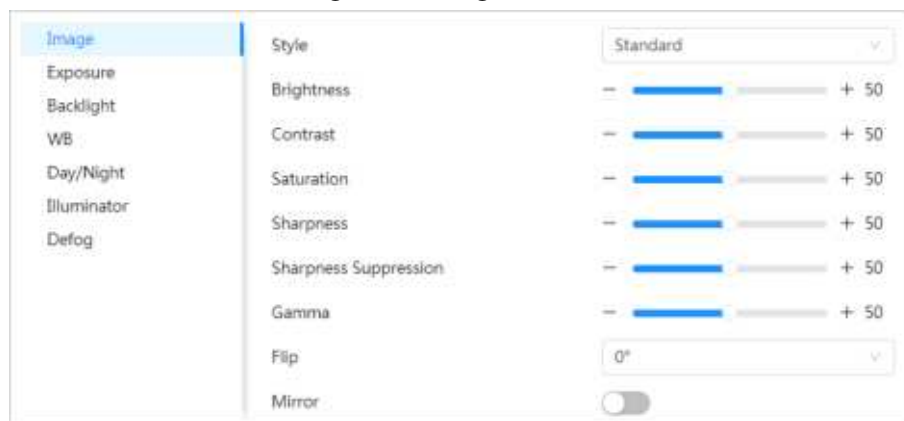 Image
Exposure
Backlight
WB
Day/Night
Illuminator
Defog
Style Standard
Brightness − + 50
Contrast − + 50
Saturation − + 50
Sharpness − + 50
Sharpness Suppression − + 50
Gamma − + 50
Flip 0°
Mirror